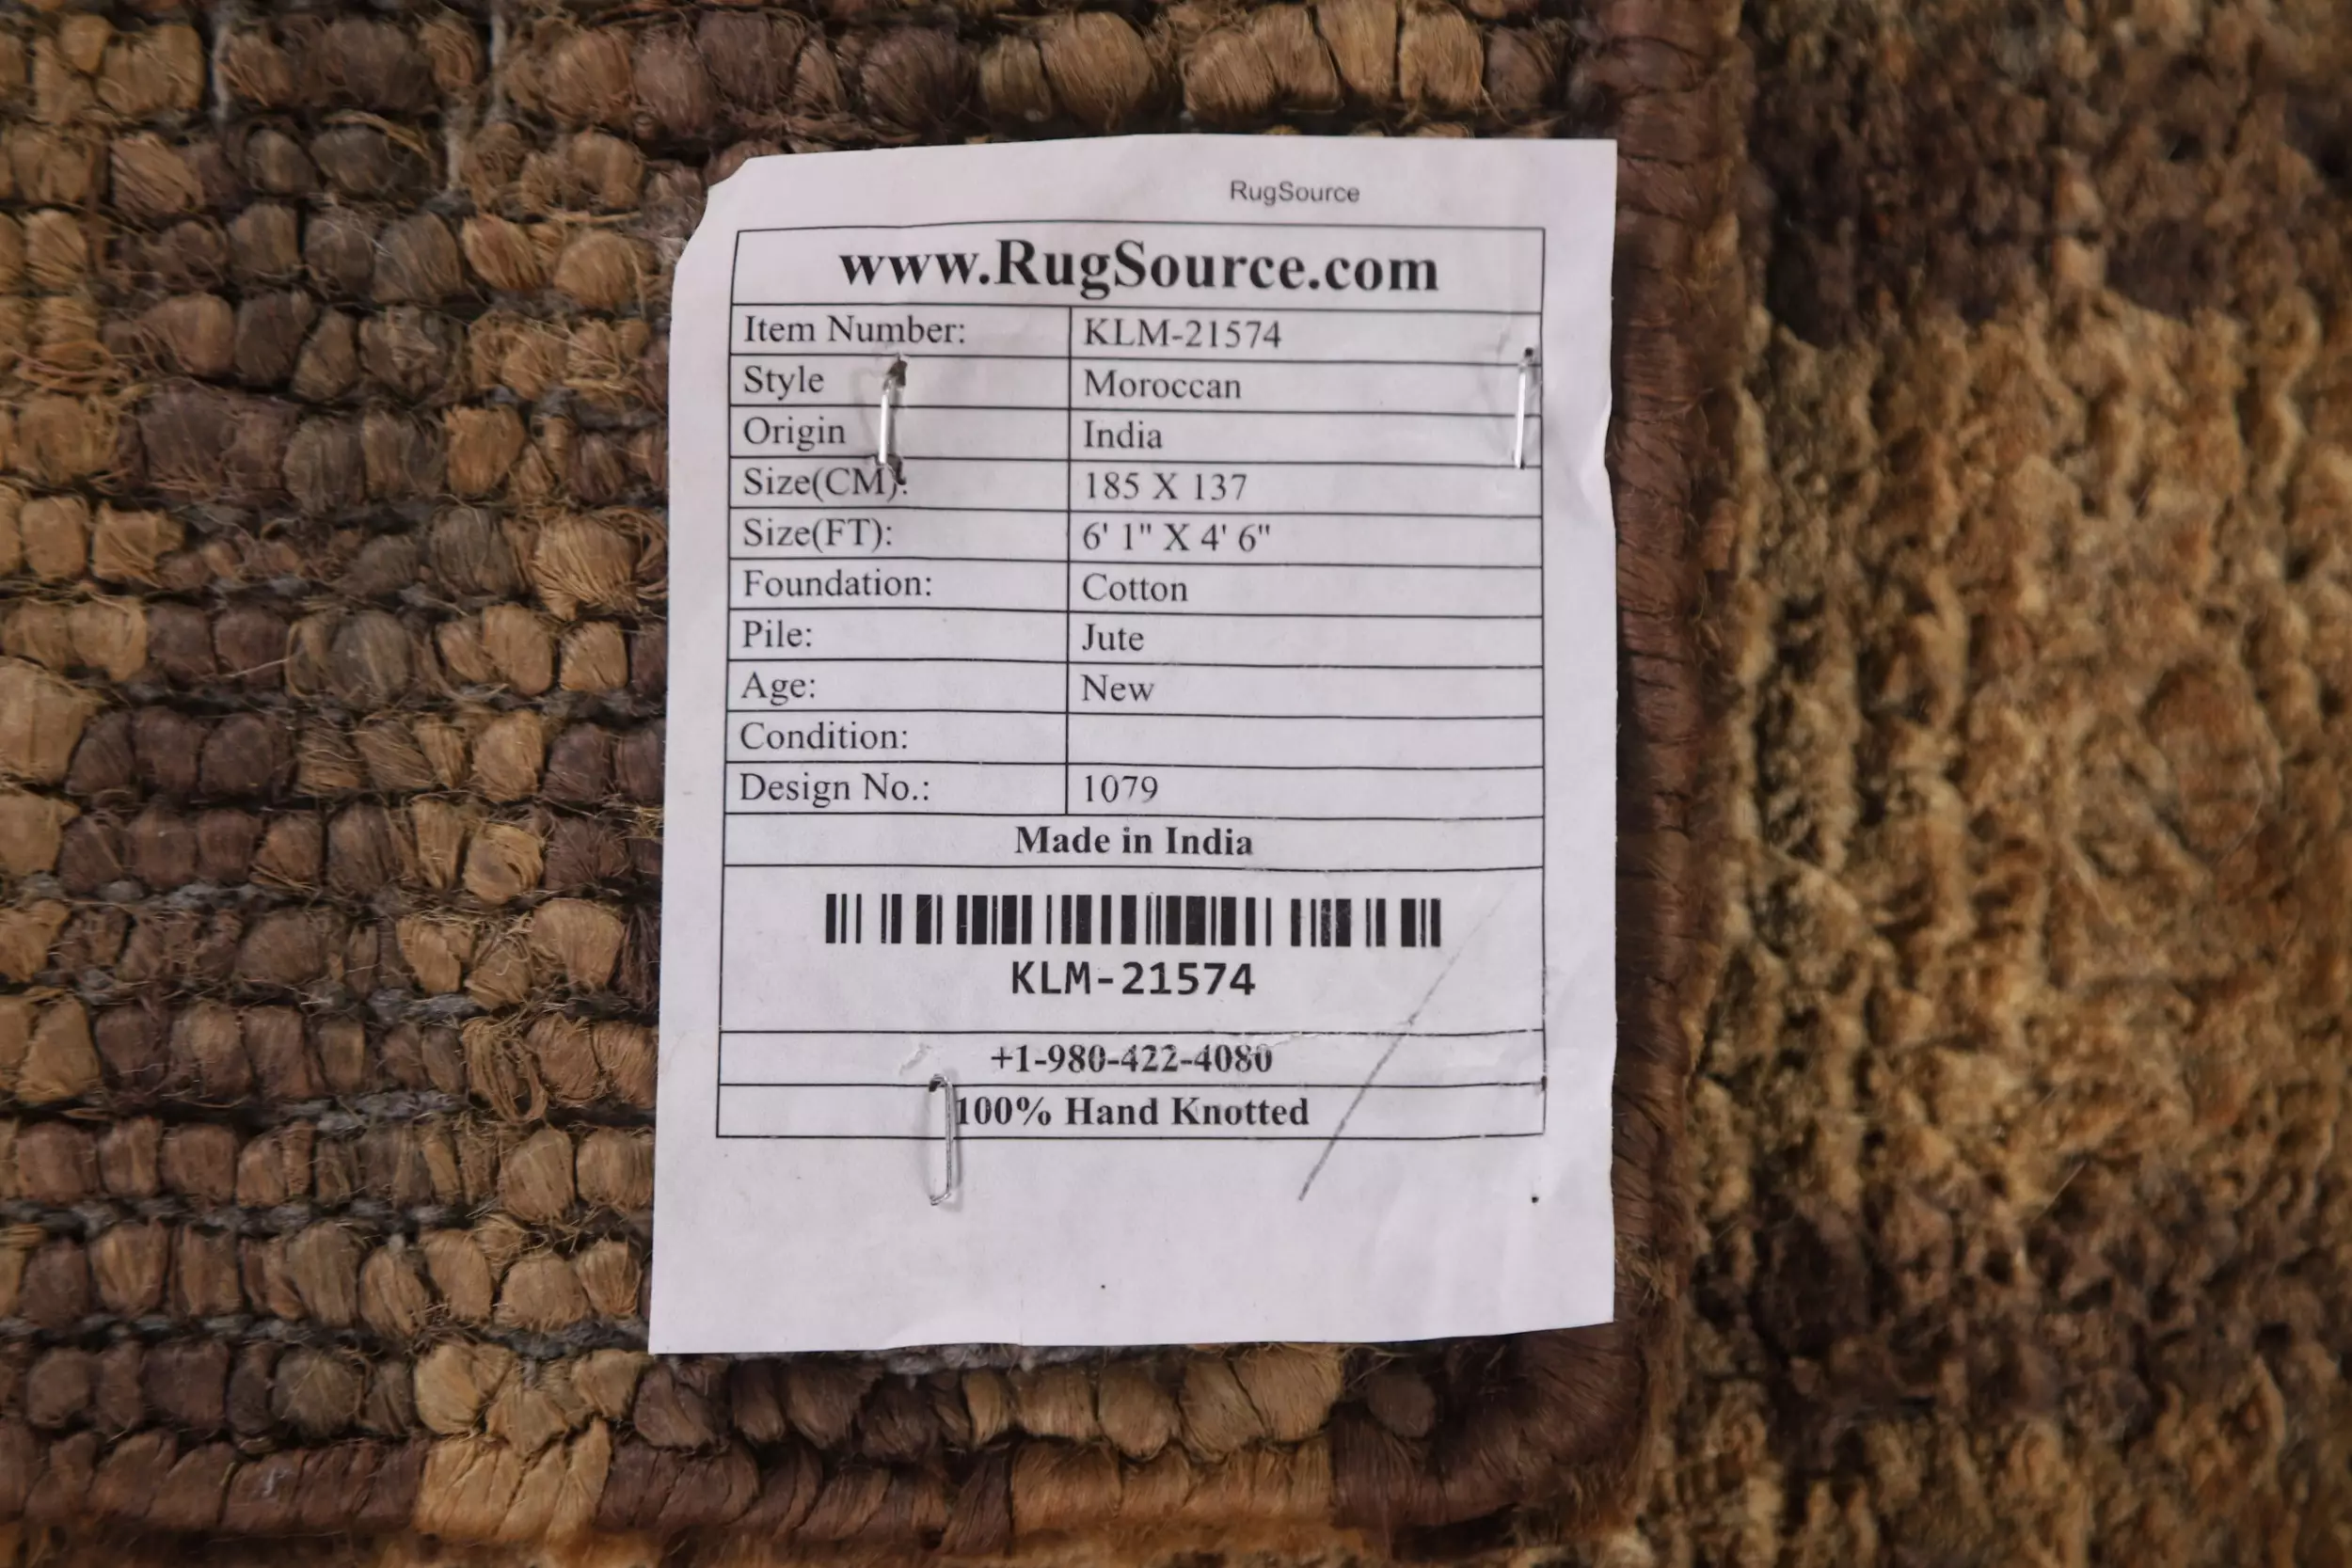 RugSource
www.RugSource.com
Item Number: KLM-21574
Style Moroccan
Origin India
Size(CM): 185 X 137
Size(FT): 6' 1" X 4' 6"
Foundation: Cotton
Pile: Jute
Age: New
Condition:
Design No.: 1079
Made in India
KLM-21574
+1-980-422-4080
100% Hand Knotted